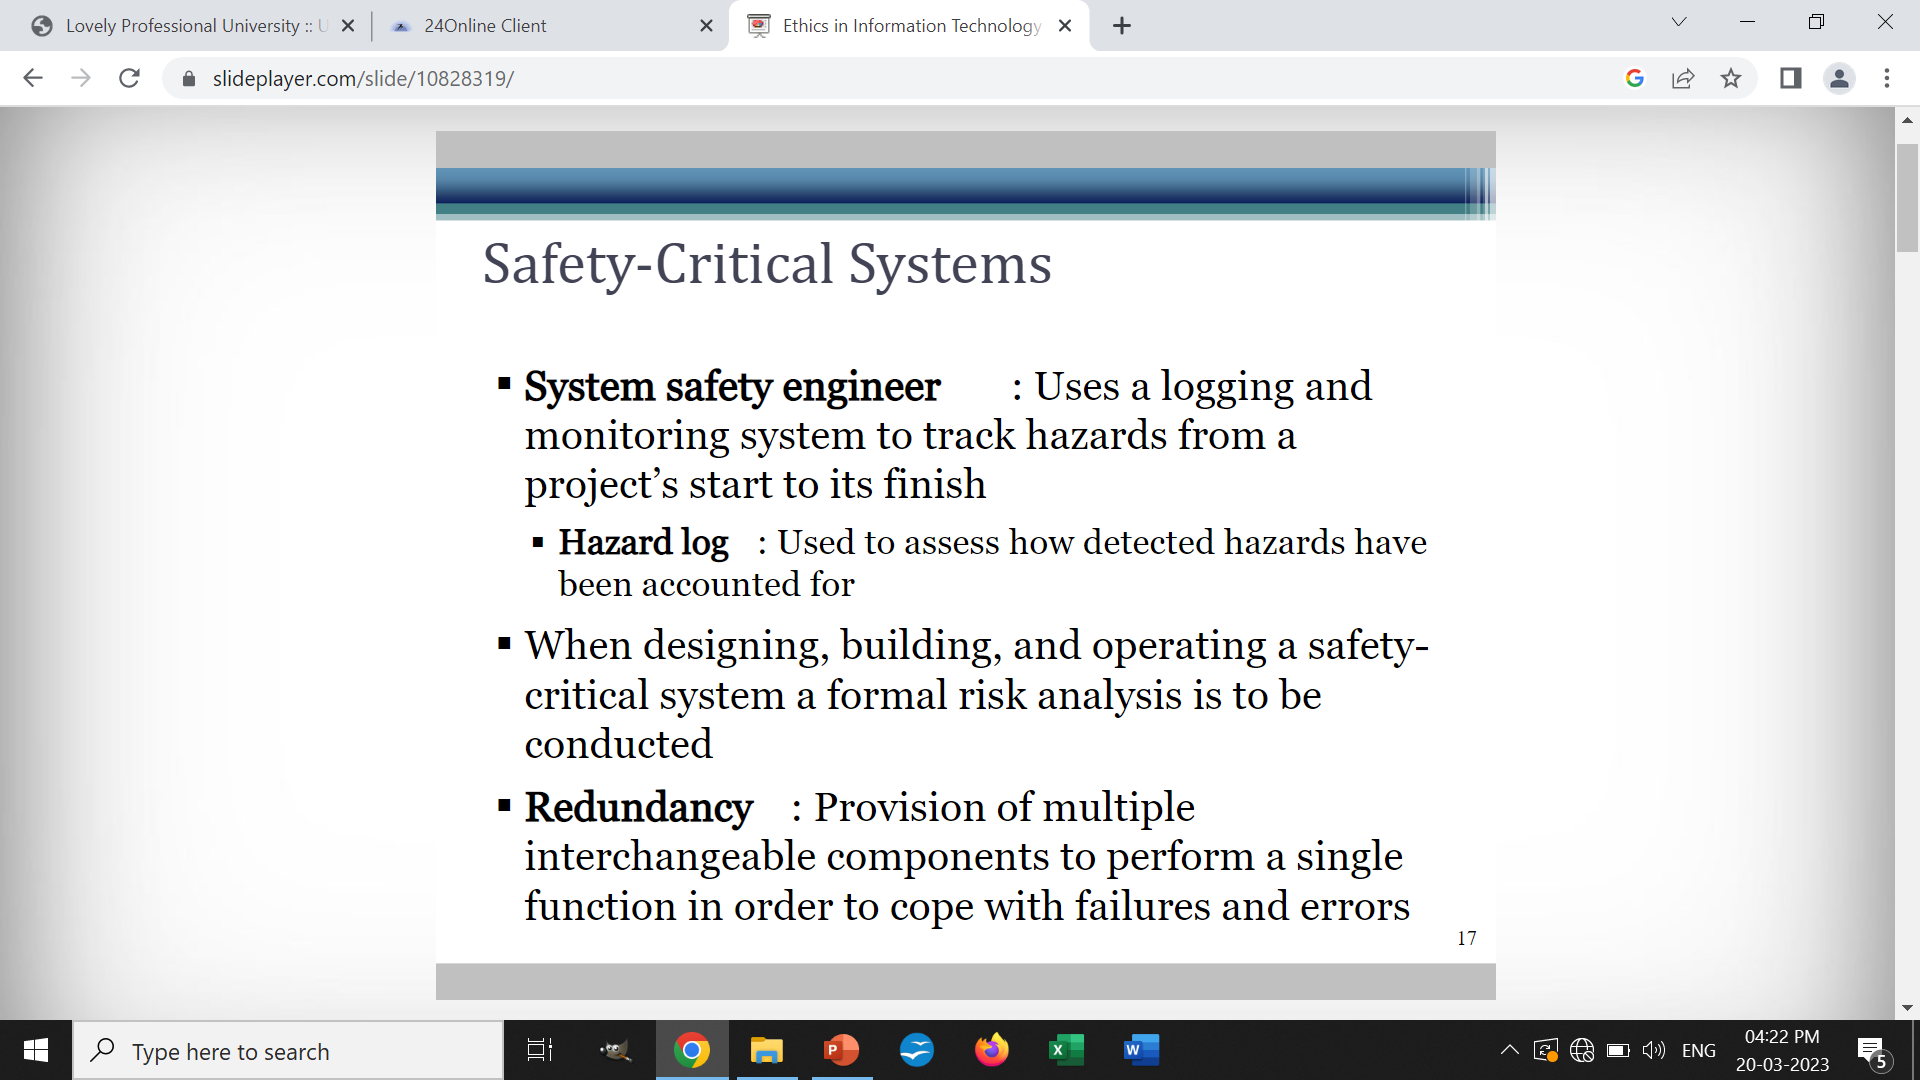 Lovely Professional University :: U
24Online Client
Ethics in Information Technology
slideplayer.com/slide/10828319/
Safety-Critical Systems
▪ System safety engineer : Uses a logging and
monitoring system to track hazards from a
project’s start to its finish
▪ Hazard log : Used to assess how detected hazards have
been accounted for
▪ When designing, building, and operating a safety-
critical system a formal risk analysis is to be
conducted
▪ Redundancy : Provision of multiple
interchangeable components to perform a single
function in order to cope with failures and errors
17
Type here to search
ENG
04:22 PM
20-03-2023
5